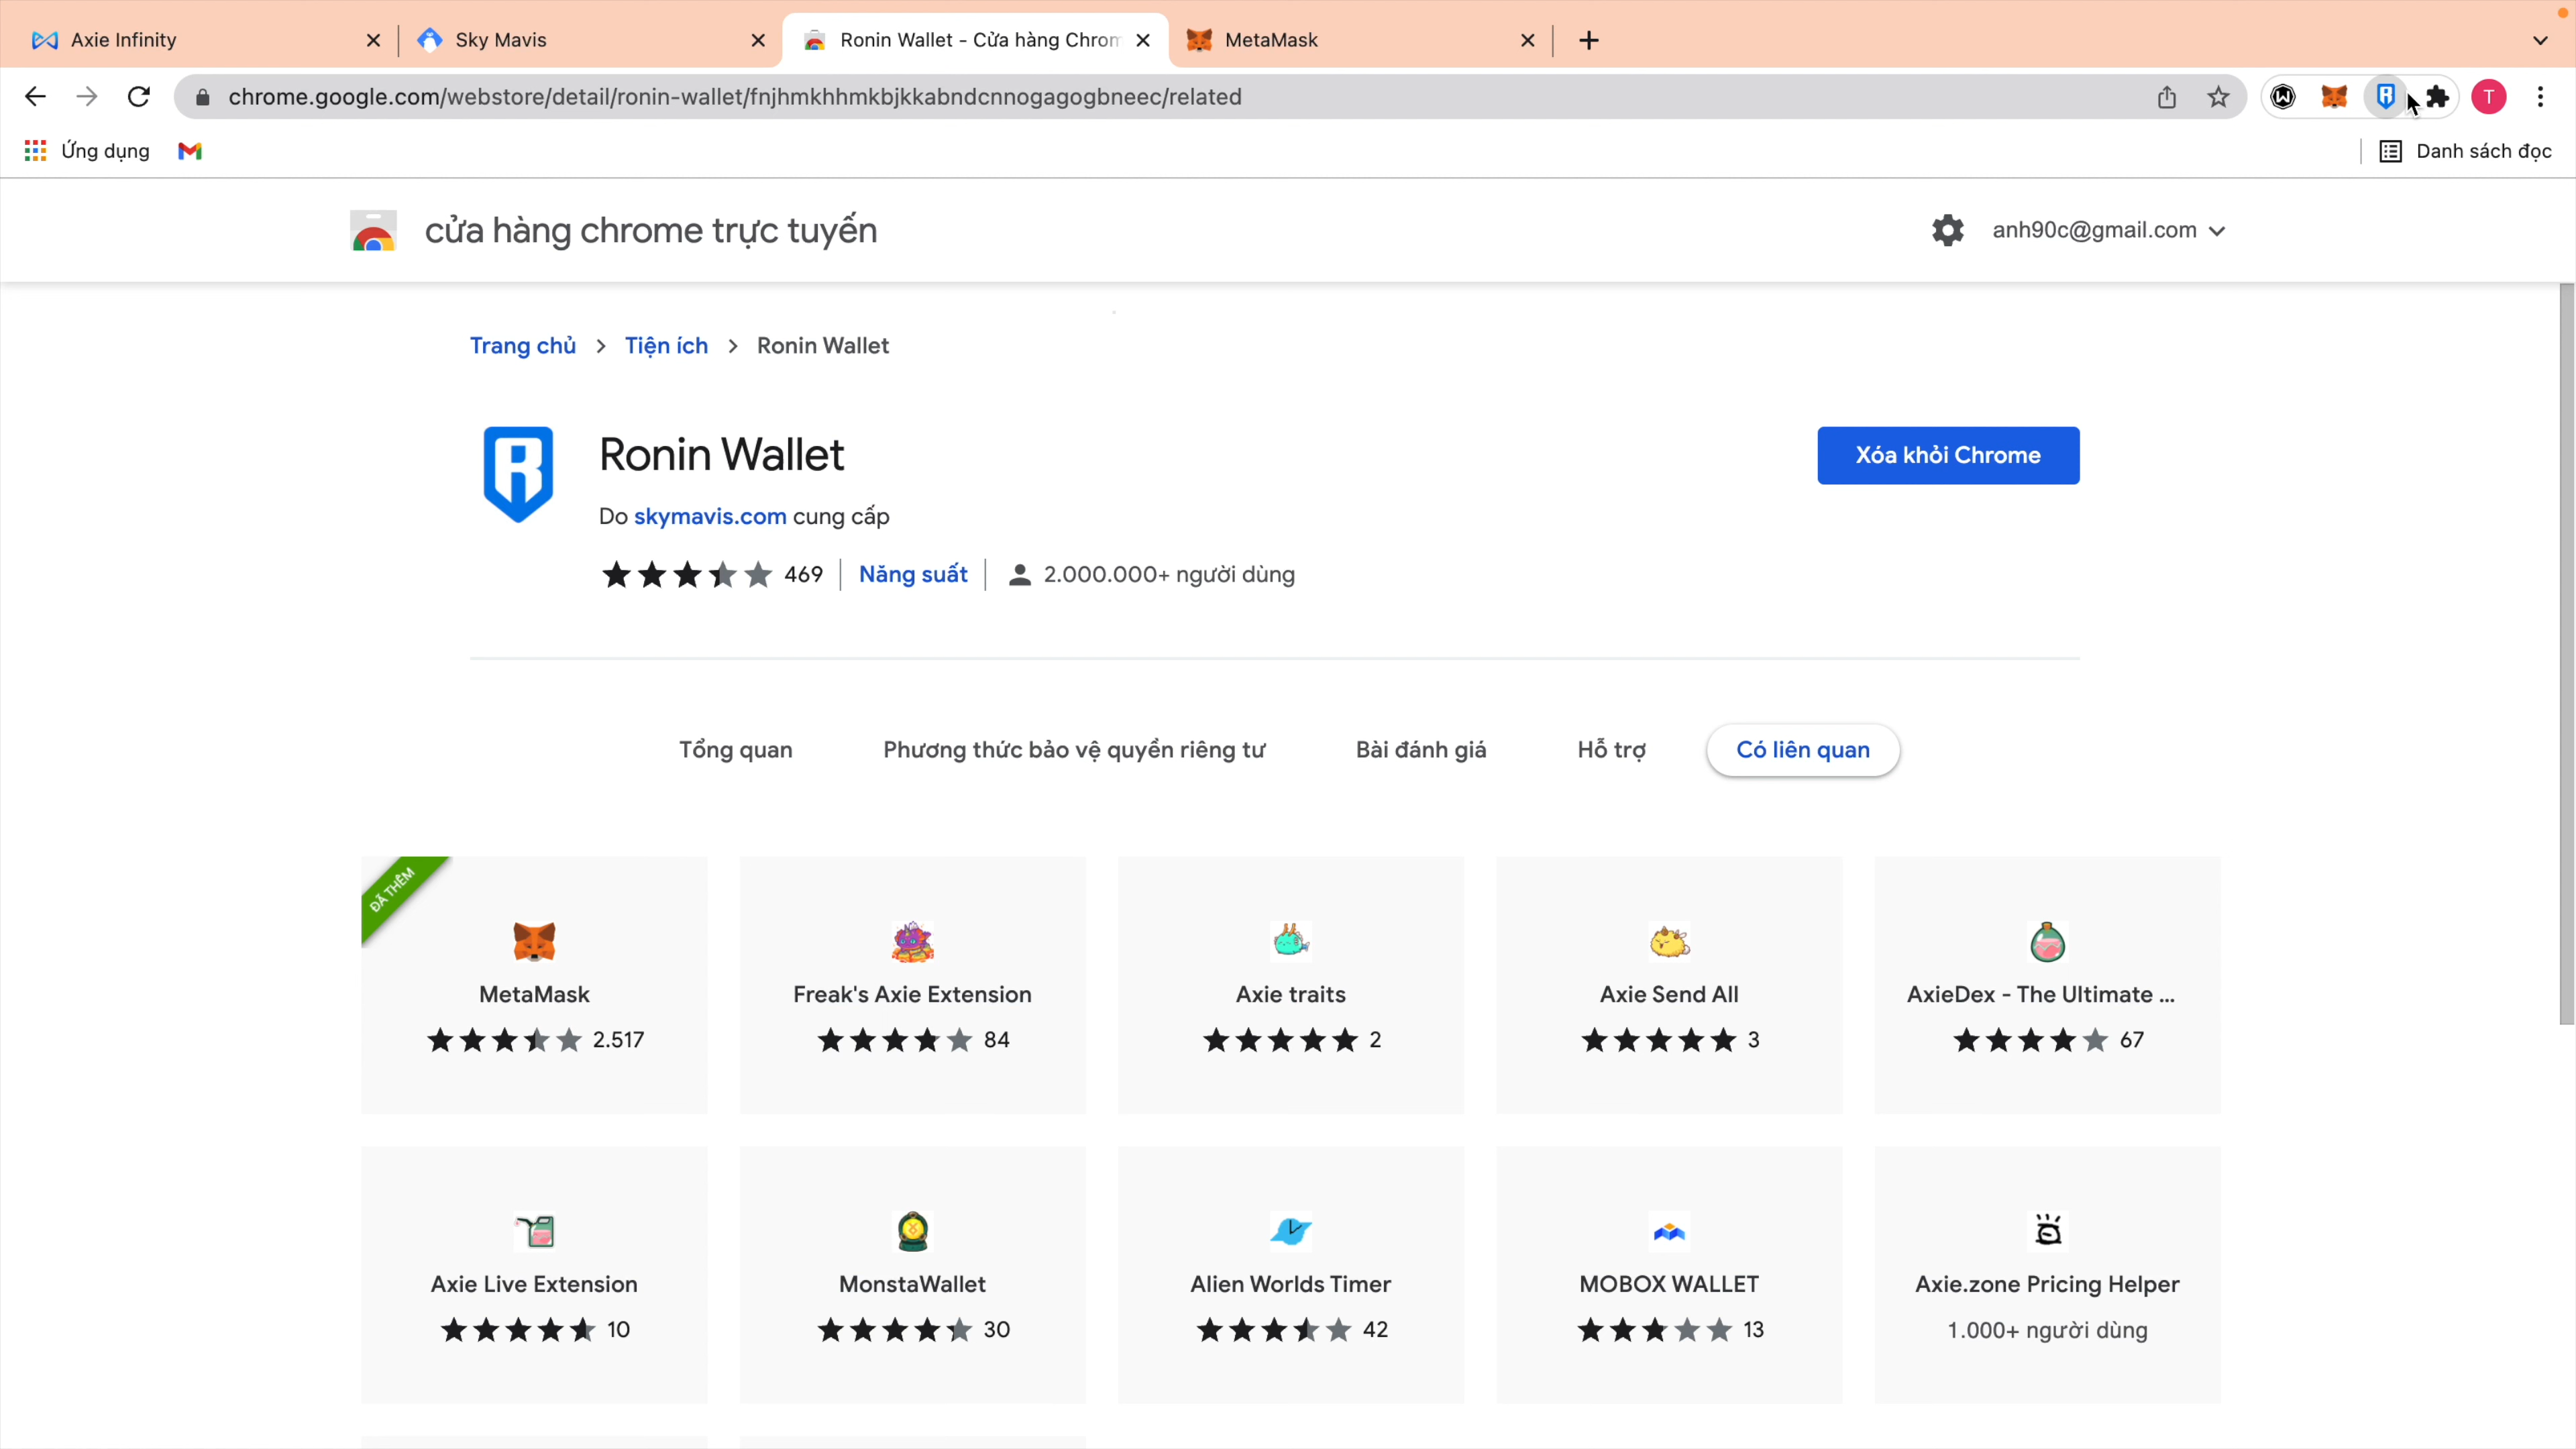 Axie Infinity
Sky Mavis
Ronin Wallet - Cửa hàng Chrom
MetaMask
chrome.google.com/webstore/detail/ronin-wallet/fnjhmkhhmkbjkkabndcnnogagogbneec/related
T
Ứng dụng
Danh sách đọc
cửa hàng chrome trực tuyến
anh90c@gmail.com
Trang chủ > Tiện ích > Ronin Wallet
Ronin Wallet
Xóa khỏi Chrome
Do skymavis.com cung cấp
469
Năng suất
2.000.000+ người dùng
Tổng quan
Phương thức bảo vệ quyền riêng tư
Bài đánh giá
Hỗ trợ
Có liên quan
ĐÃ THÊM
MetaMask
2.517
Freak's Axie Extension
84
Axie traits
2
Axie Send All
3
AxieDex - The Ultimate ...
67
Axie Live Extension
10
MonstaWallet
30
Alien Worlds Timer
42
MOBOX WALLET
13
Axie.zone Pricing Helper
1.000+ người dùng